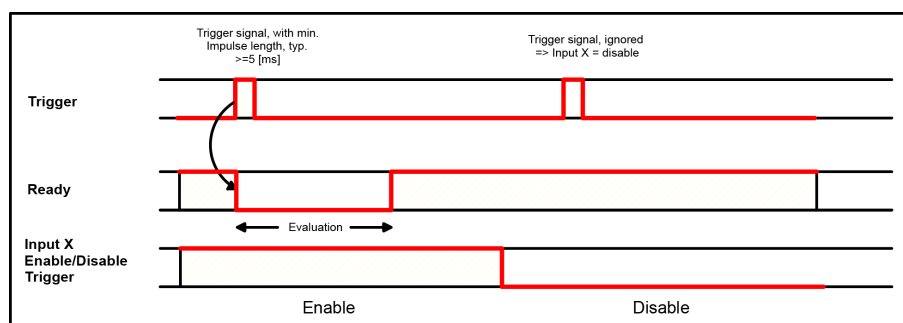 Trigger signal, with min.
Impulse length, typ.
>=5 [ms]
Trigger signal, ignored
=> Input X = disable
Trigger
Ready
Evaluation
Input X
Enable/Disable
Trigger
Enable
Disable